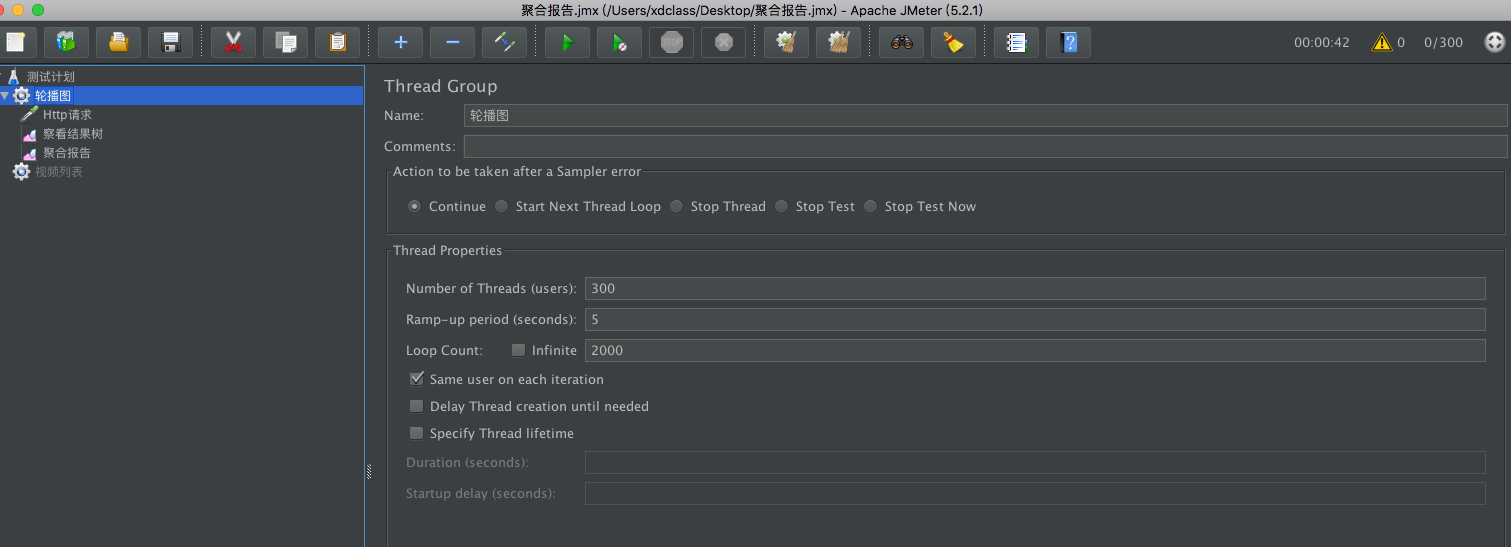 聚合报告.jmx (/Users/xdclass/Desktop/聚合报告.jmx) - Apache JMeter (5.2.1)
STOP
00:00:42 0 0/300
测试计划
轮播图
Http请求
察看结果树
聚合报告
视频列表
Thread Group
Name: 轮播图
Comments:
Action to be taken after a Sampler error
Continue Start Next Thread Loop Stop Thread Stop Test Stop Test Now
Thread Properties
Number of Threads (users): 300
Ramp-up period (seconds): 5
Loop Count: Infinite 2000
Same user on each iteration
Delay Thread creation until needed
Specify Thread lifetime
Duration (seconds):
Startup delay (seconds):